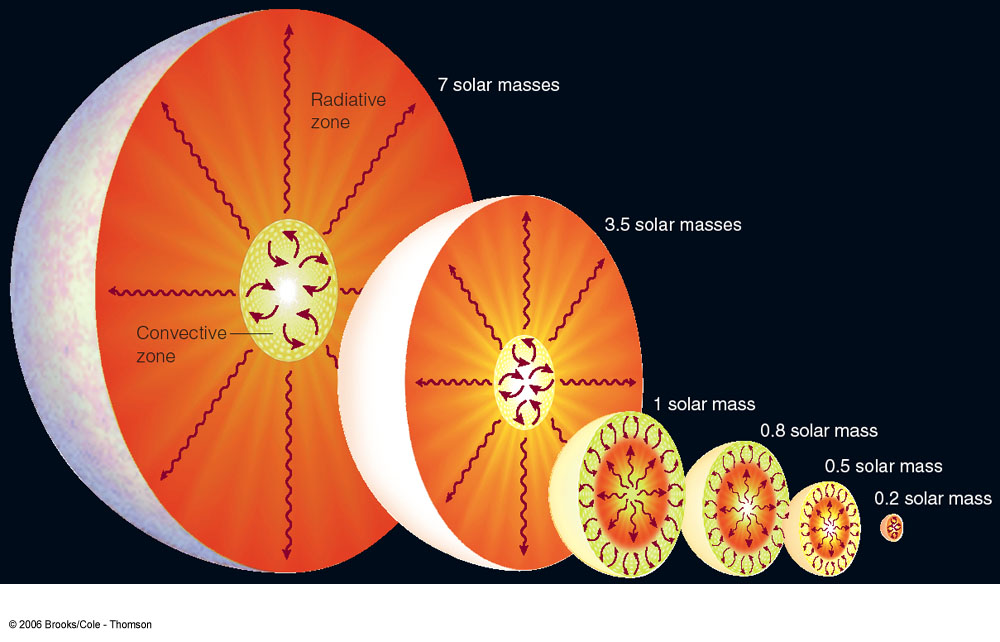 7 solar masses
Radiative
zone
3.5 solar masses
Convective
zone
1 solar mass
0.8 solar mass
0.5 solar mass
0.2 solar mass
© 2006 Brooks/Cole - Thomson